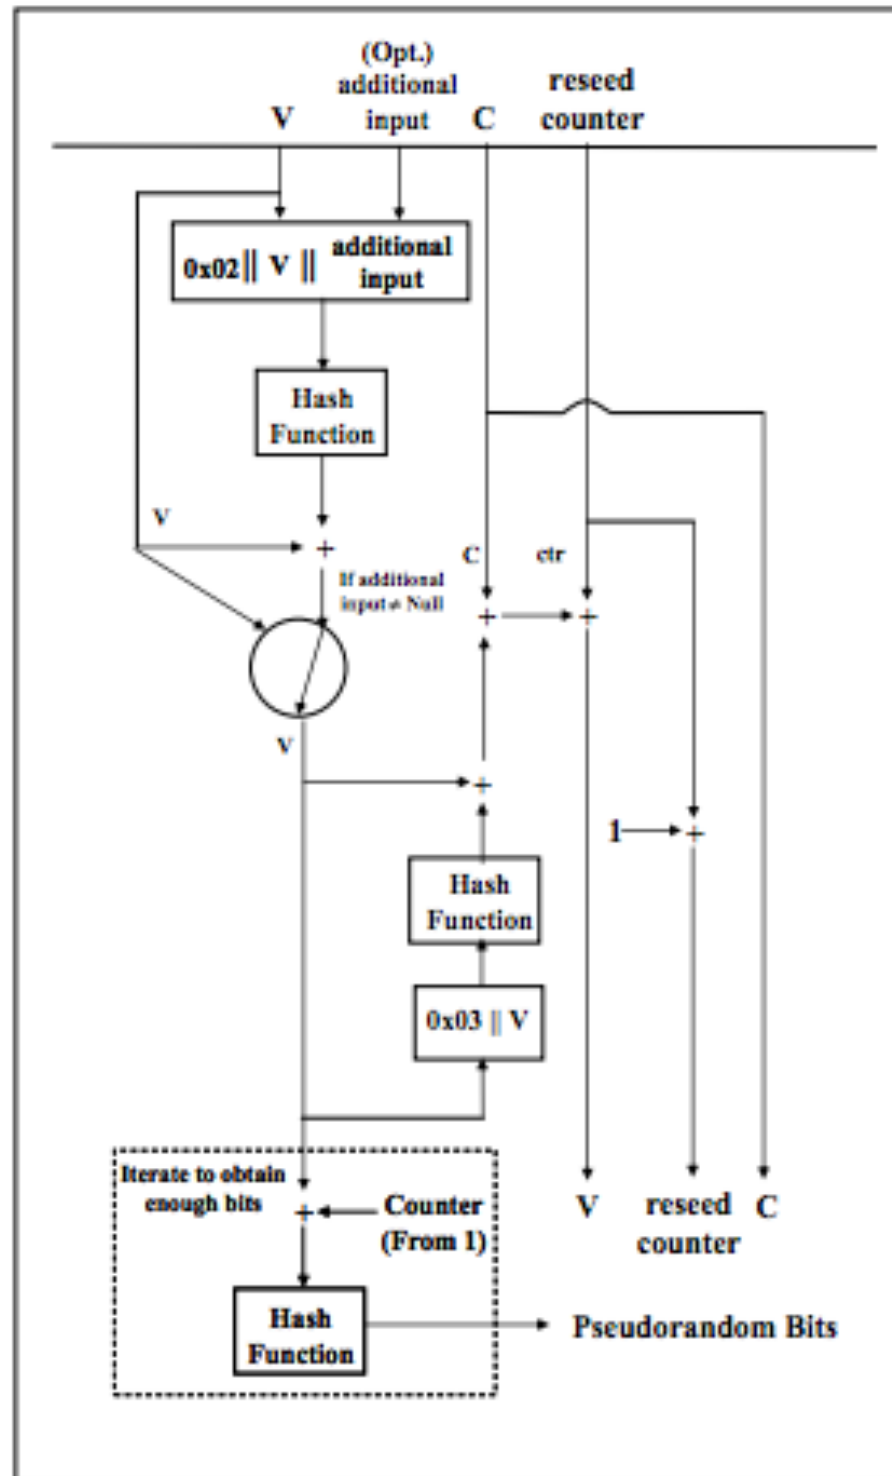 (Opt.)
additional
input
V
C
reseed
counter
0x02 || V || additional
input
Hash
Function
V
+
If additional
input ≠ Null
C
ctr
+
+
V
+
1
+
Hash
Function
0x03 || V
Iterate to obtain
enough bits
+
Counter
(From 1)
V
reseed
counter
C
Hash
Function
Pseudorandom Bits